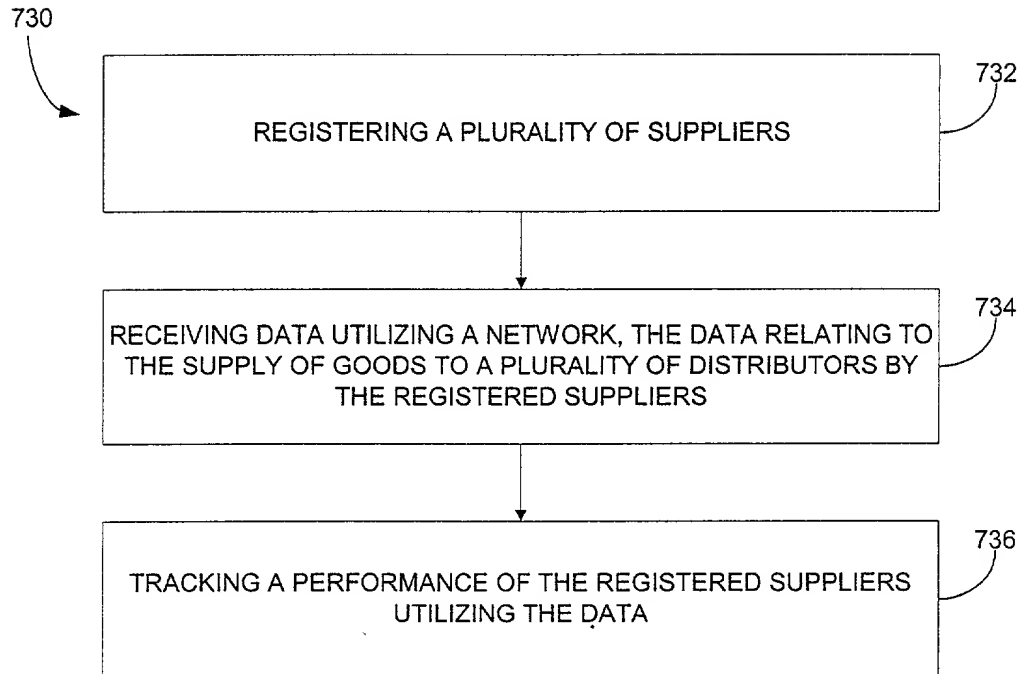 730
732
REGISTERING A PLURALITY OF SUPPLIERS
734
RECEIVING DATA UTILIZING A NETWORK, THE DATA RELATING TO
THE SUPPLY OF GOODS TO A PLURALITY OF DISTRIBUTORS BY
THE REGISTERED SUPPLIERS
736
TRACKING A PERFORMANCE OF THE REGISTERED SUPPLIERS
UTILIZING THE DATA